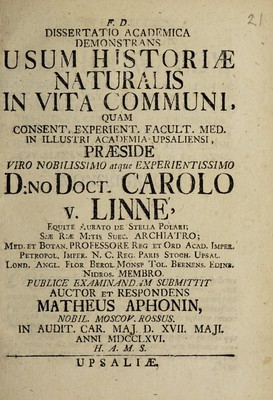 21
F. D.
DISSERTATIO ACADEMICA
DEMONSTRANS
USUM HISTORIÆ
NATURALIS
IN VITA COMMUNI,
QUAM
CONSENT. EXPERIENT. FACULT. MED.
IN ILLUSTRI ACADEMIA UPSALIENSI,
PRÆSIDE
VIRO NOBILISSIMO atque EXPERIENTISSIMO
D:NO DOCT. CAROLO
v. LINNÉ,
EQUITE AURATO DE STELLA POLARI;
SÆ RÆ M:TIS SUEC. ARCHIATRO;
MED. ET BOTAN. PROFESSORE REG ET ORD ACAD. IMPER.
PETROPOL. IMPER. N. C. REG. PARIS STOCH. UPSAL.
LOND. ANGL. FLOR BEROL MONSP TOL. BERNENS. EDINB.
NIDROS. MEMBRO.
PUBLICE EXAMINANDAM SUBMITTIT
AUCTOR ET RESPONDENS
MATHEUS APHONIN,
NOBIL. MOSCOV. ROSSUS.
IN AUDIT. CAR. MAJ. D. XVII. MAJI.
ANNI MDCCLXVI.
H. A. M. S.
UPSALIÆ,